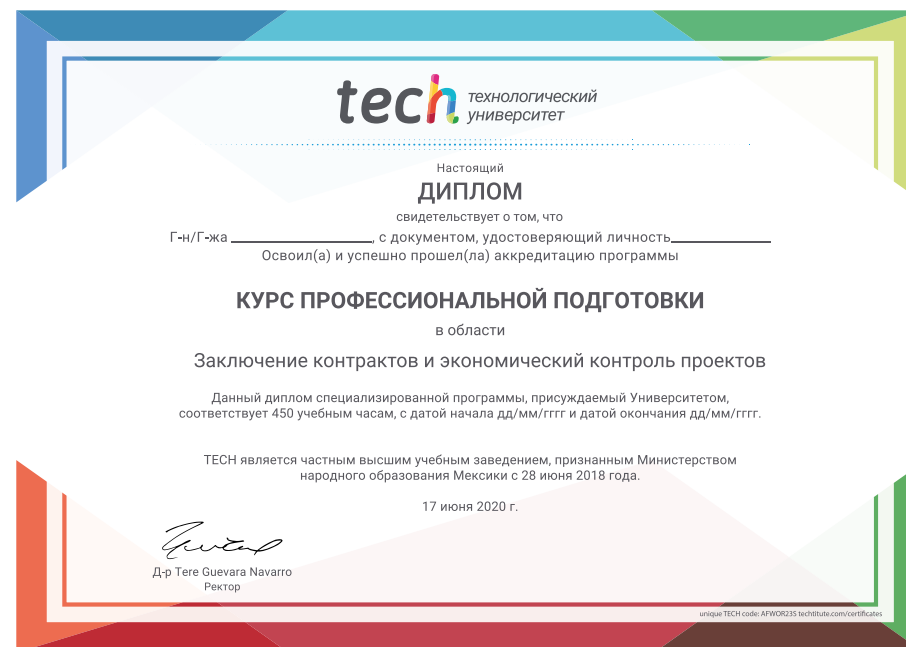 tech технологический
университет
Настоящий
ДИПЛОМ
свидетельствует о том, что
Г-н/Г-жа ____________________, с документом, удостоверяющий личность______________
Освоил(а) и успешно прошел(ла) аккредитацию программы
КУРС ПРОФЕССИОНАЛЬНОЙ ПОДГОТОВКИ
в области
Заключение контрактов и экономический контроль проектов
Данный диплом специализированной программы, присуждаемый Университетом,
соответствует 450 учебным часам, с датой начала дд/мм/гггг и датой окончания дд/мм/гггг.
TECH является частным высшим учебным заведением, признанным Министерством
народного образования Мексики с 28 июня 2018 года.
17 июня 2020 г.
Д-р Tere Guevara Navarro
Ректор
unique TECH code: AFWOR23S techtitute.com/certificates